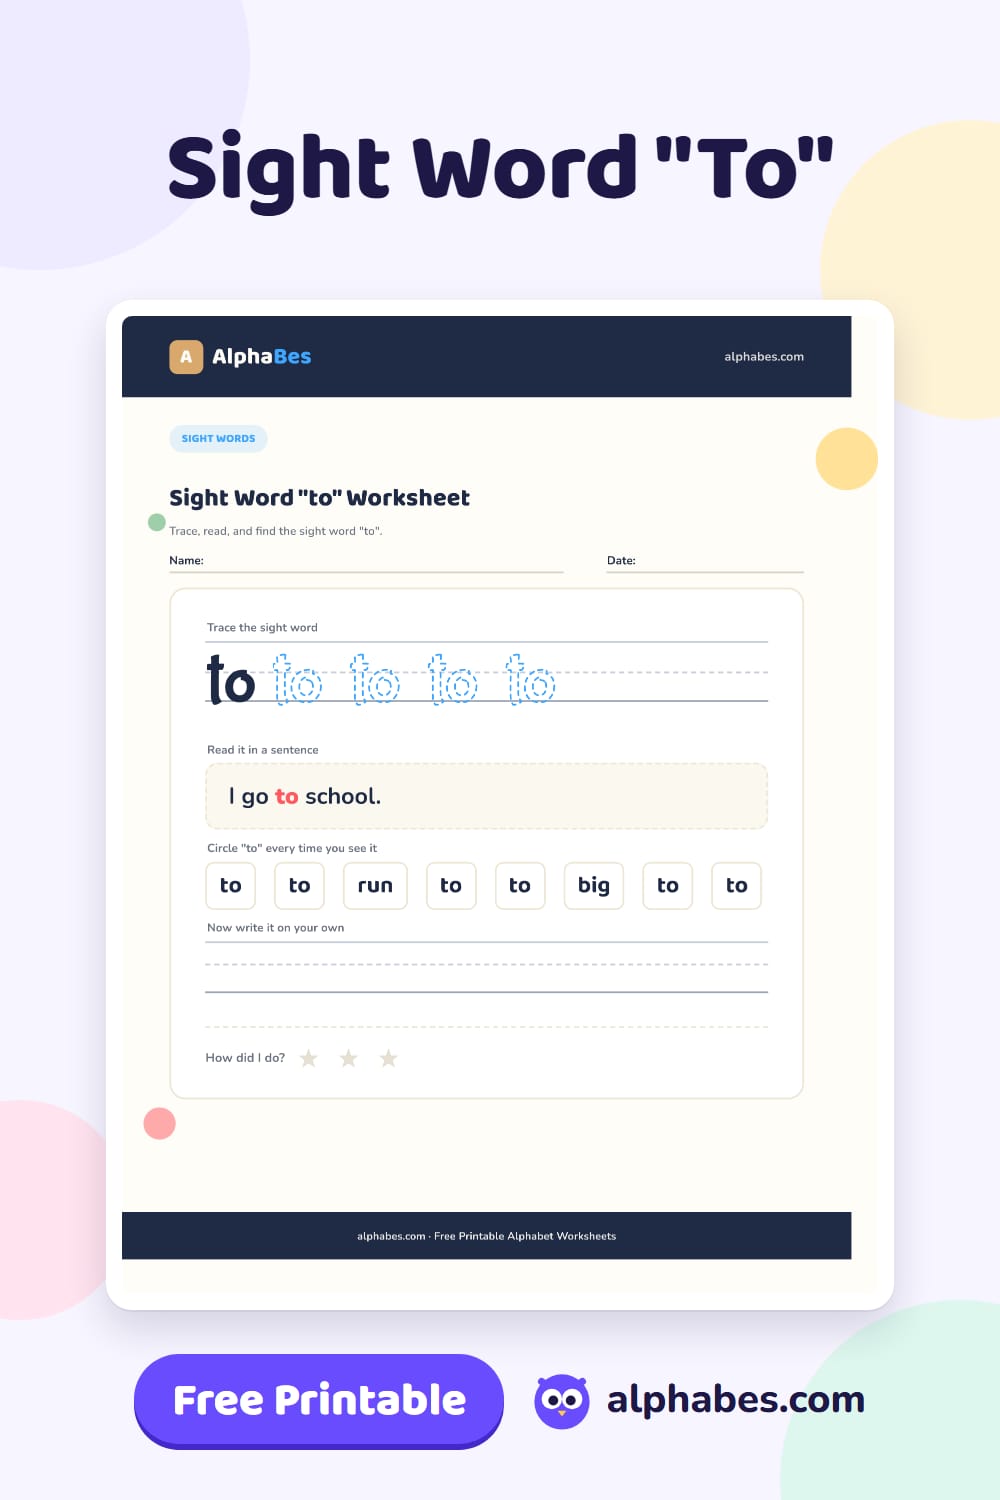 Sight Word "To"
A AlphaBes alphabes.com
SIGHT WORDS
Sight Word "to" Worksheet
Trace, read, and find the sight word "to".
Name: Date:
Trace the sight word
to to to to to
Read it in a sentence
I go to school.
Circle "to" every time you see it
to to run to to big to to
Now write it on your own
How did I do?
alphabes.com · Free Printable Alphabet Worksheets
Free Printable alphabes.com